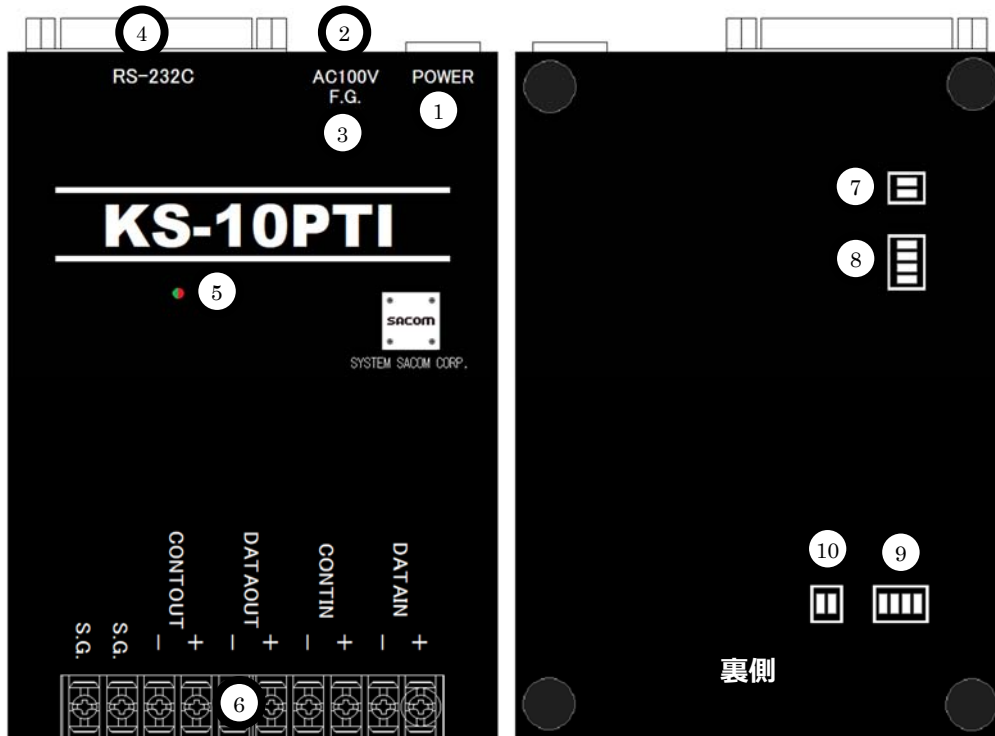 4 2
RS-232C AC100V POWER
F.G. 1
3
KS-10PTI
5
SACOM
SYSTEM SACOM CORP.
CONTOUT DATAOUT CONTIN DATAIN
S.G. S.G. − + − + − + − +
6
7
8
10 9
裏側